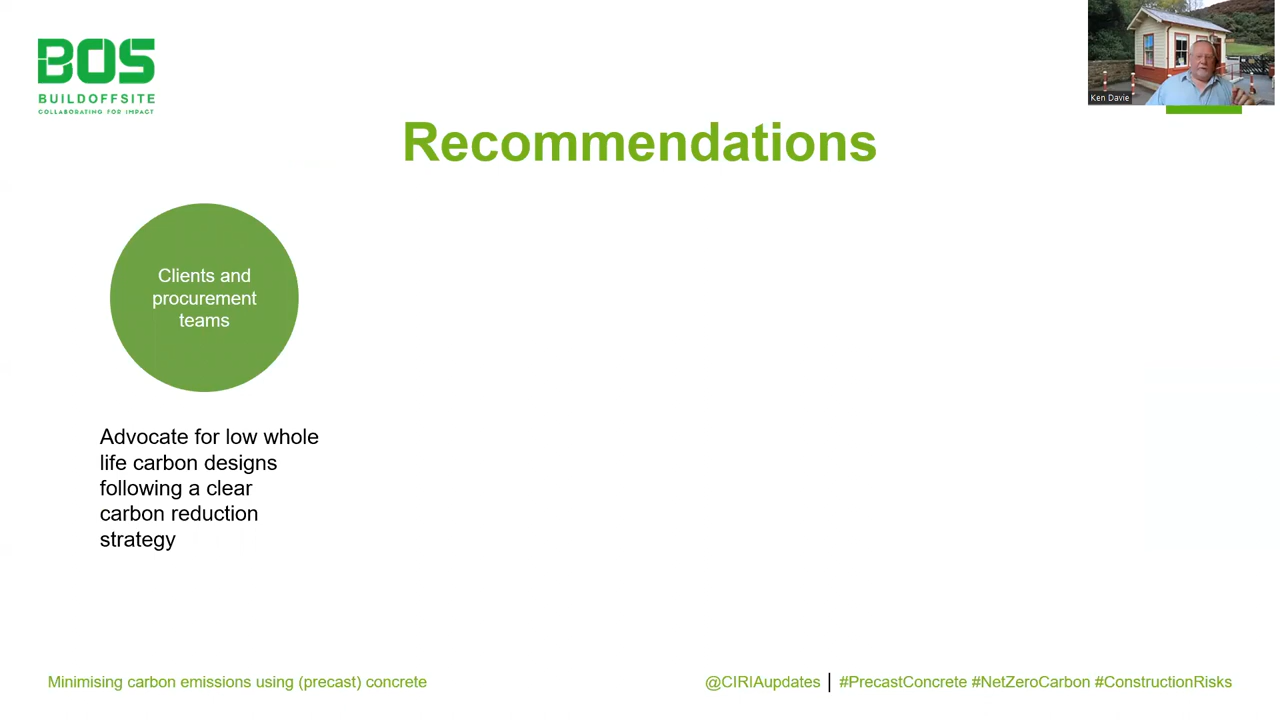 BOS
BUILDOFFSITE
COLLABORATING FOR IMPACT
Ken Davie
Recommendations
Clients and
procurement
teams
Advocate for low whole
life carbon designs
following a clear
carbon reduction
strategy
Minimising carbon emissions using (precast) concrete
@CIRIAupdates | #PrecastConcrete #NetZeroCarbon #ConstructionRisks